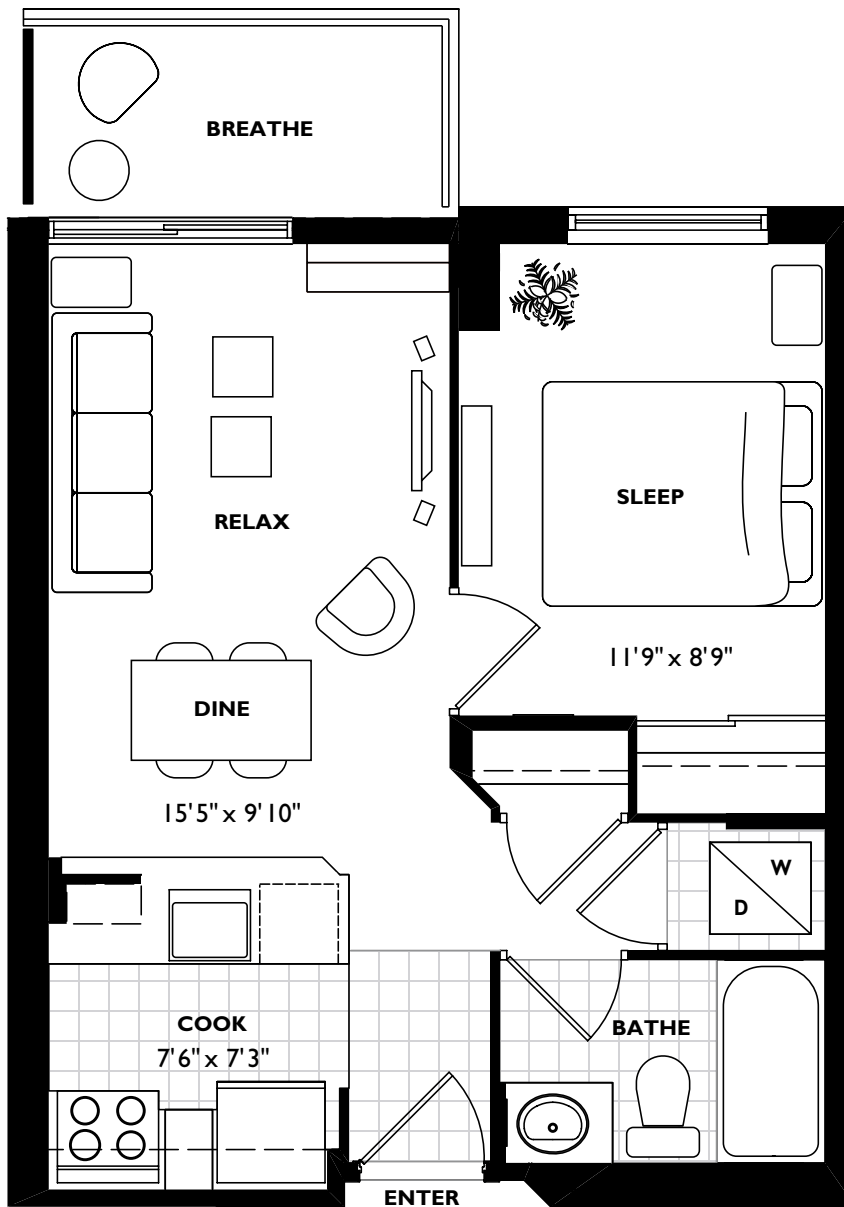 BREATHE
RELAX
SLEEP
11'9" x 8'9"
DINE
15'5" x 9'10"
W
D
COOK
7'6" x 7'3"
BATHE
ENTER